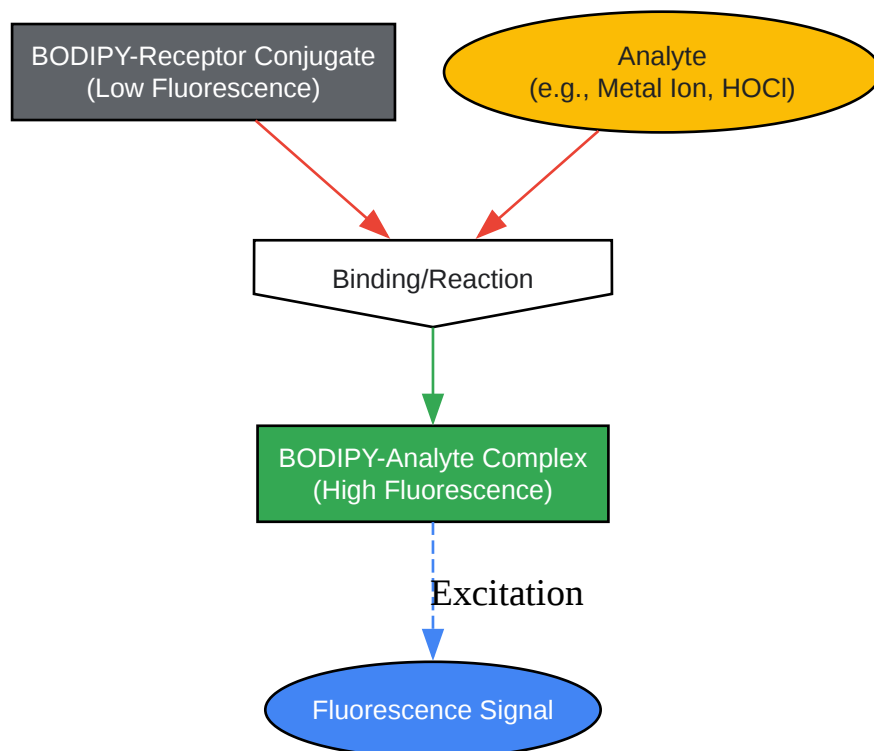 BODIPY-Receptor Conjugate
(Low Fluorescence)
Analyte
(e.g., Metal Ion, HOCl)
Binding/Reaction
BODIPY-Analyte Complex
(High Fluorescence)
Excitation
Fluorescence Signal